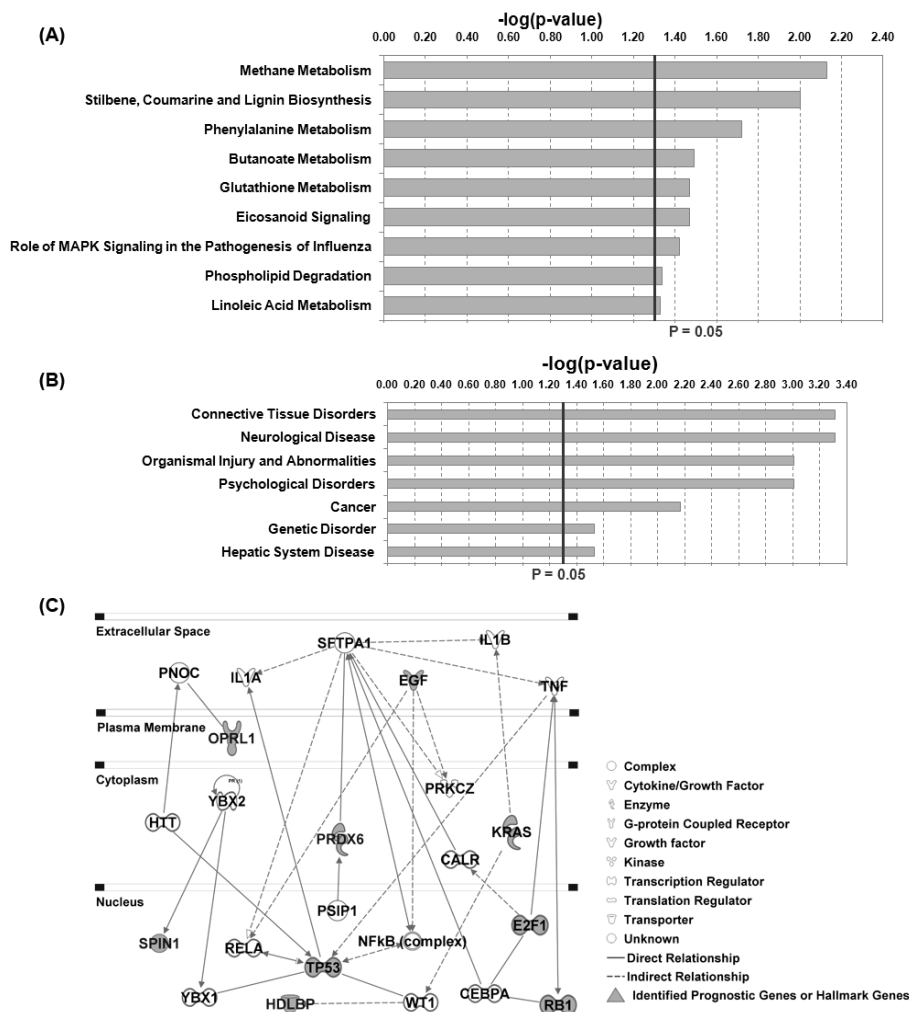 (A)
-log(p-value)
0.00 0.20 0.40 0.60 0.80 1.00 1.20 1.40 1.60 1.80 2.00 2.20 2.40
Methane Metabolism
Stilbene, Coumarine and Lignin Biosynthesis
Phenylalanine Metabolism
Butanoate Metabolism
Glutathione Metabolism
Eicosanoid Signaling
Role of MAPK Signaling in the Pathogenesis of Influenza
Phospholipid Degradation
Linoleic Acid Metabolism
P = 0.05
(B)
-log(p-value)
0.00 0.20 0.40 0.60 0.80 1.00 1.20 1.36 1.56 1.76 2.00 2.20 2.40 2.60 2.80 3.00 3.20 3.40
Connective Tissue Disorders
Neurological Disease
Organismal Injury and Abnormalities
Psychological Disorders
Cancer
Genetic Disorder
Hepatic System Disease
P = 0.05
(C)
Extracellular Space
SFTPA1
IL1B
PNOC
IL1A
EGF
TNF
Plasma Membrane
OPRL1
Cytoplasm
YBX2
PRKCZ
HTT
PRDX6
KRAS
CALR
Nucleus
PSIP1
SPIN1
RELA
NFkB (complex)
E2F1
TP53
YBX1
HDLBP
WT1
CEBPA
RB1
Complex
Cytokine/Growth Factor
Enzyme
G-protein Coupled Receptor
Growth factor
Kinase
Transcription Regulator
Translation Regulator
Transporter
Unknown
Direct Relationship
Indirect Relationship
Identified Prognostic Genes or Hallmark Genes